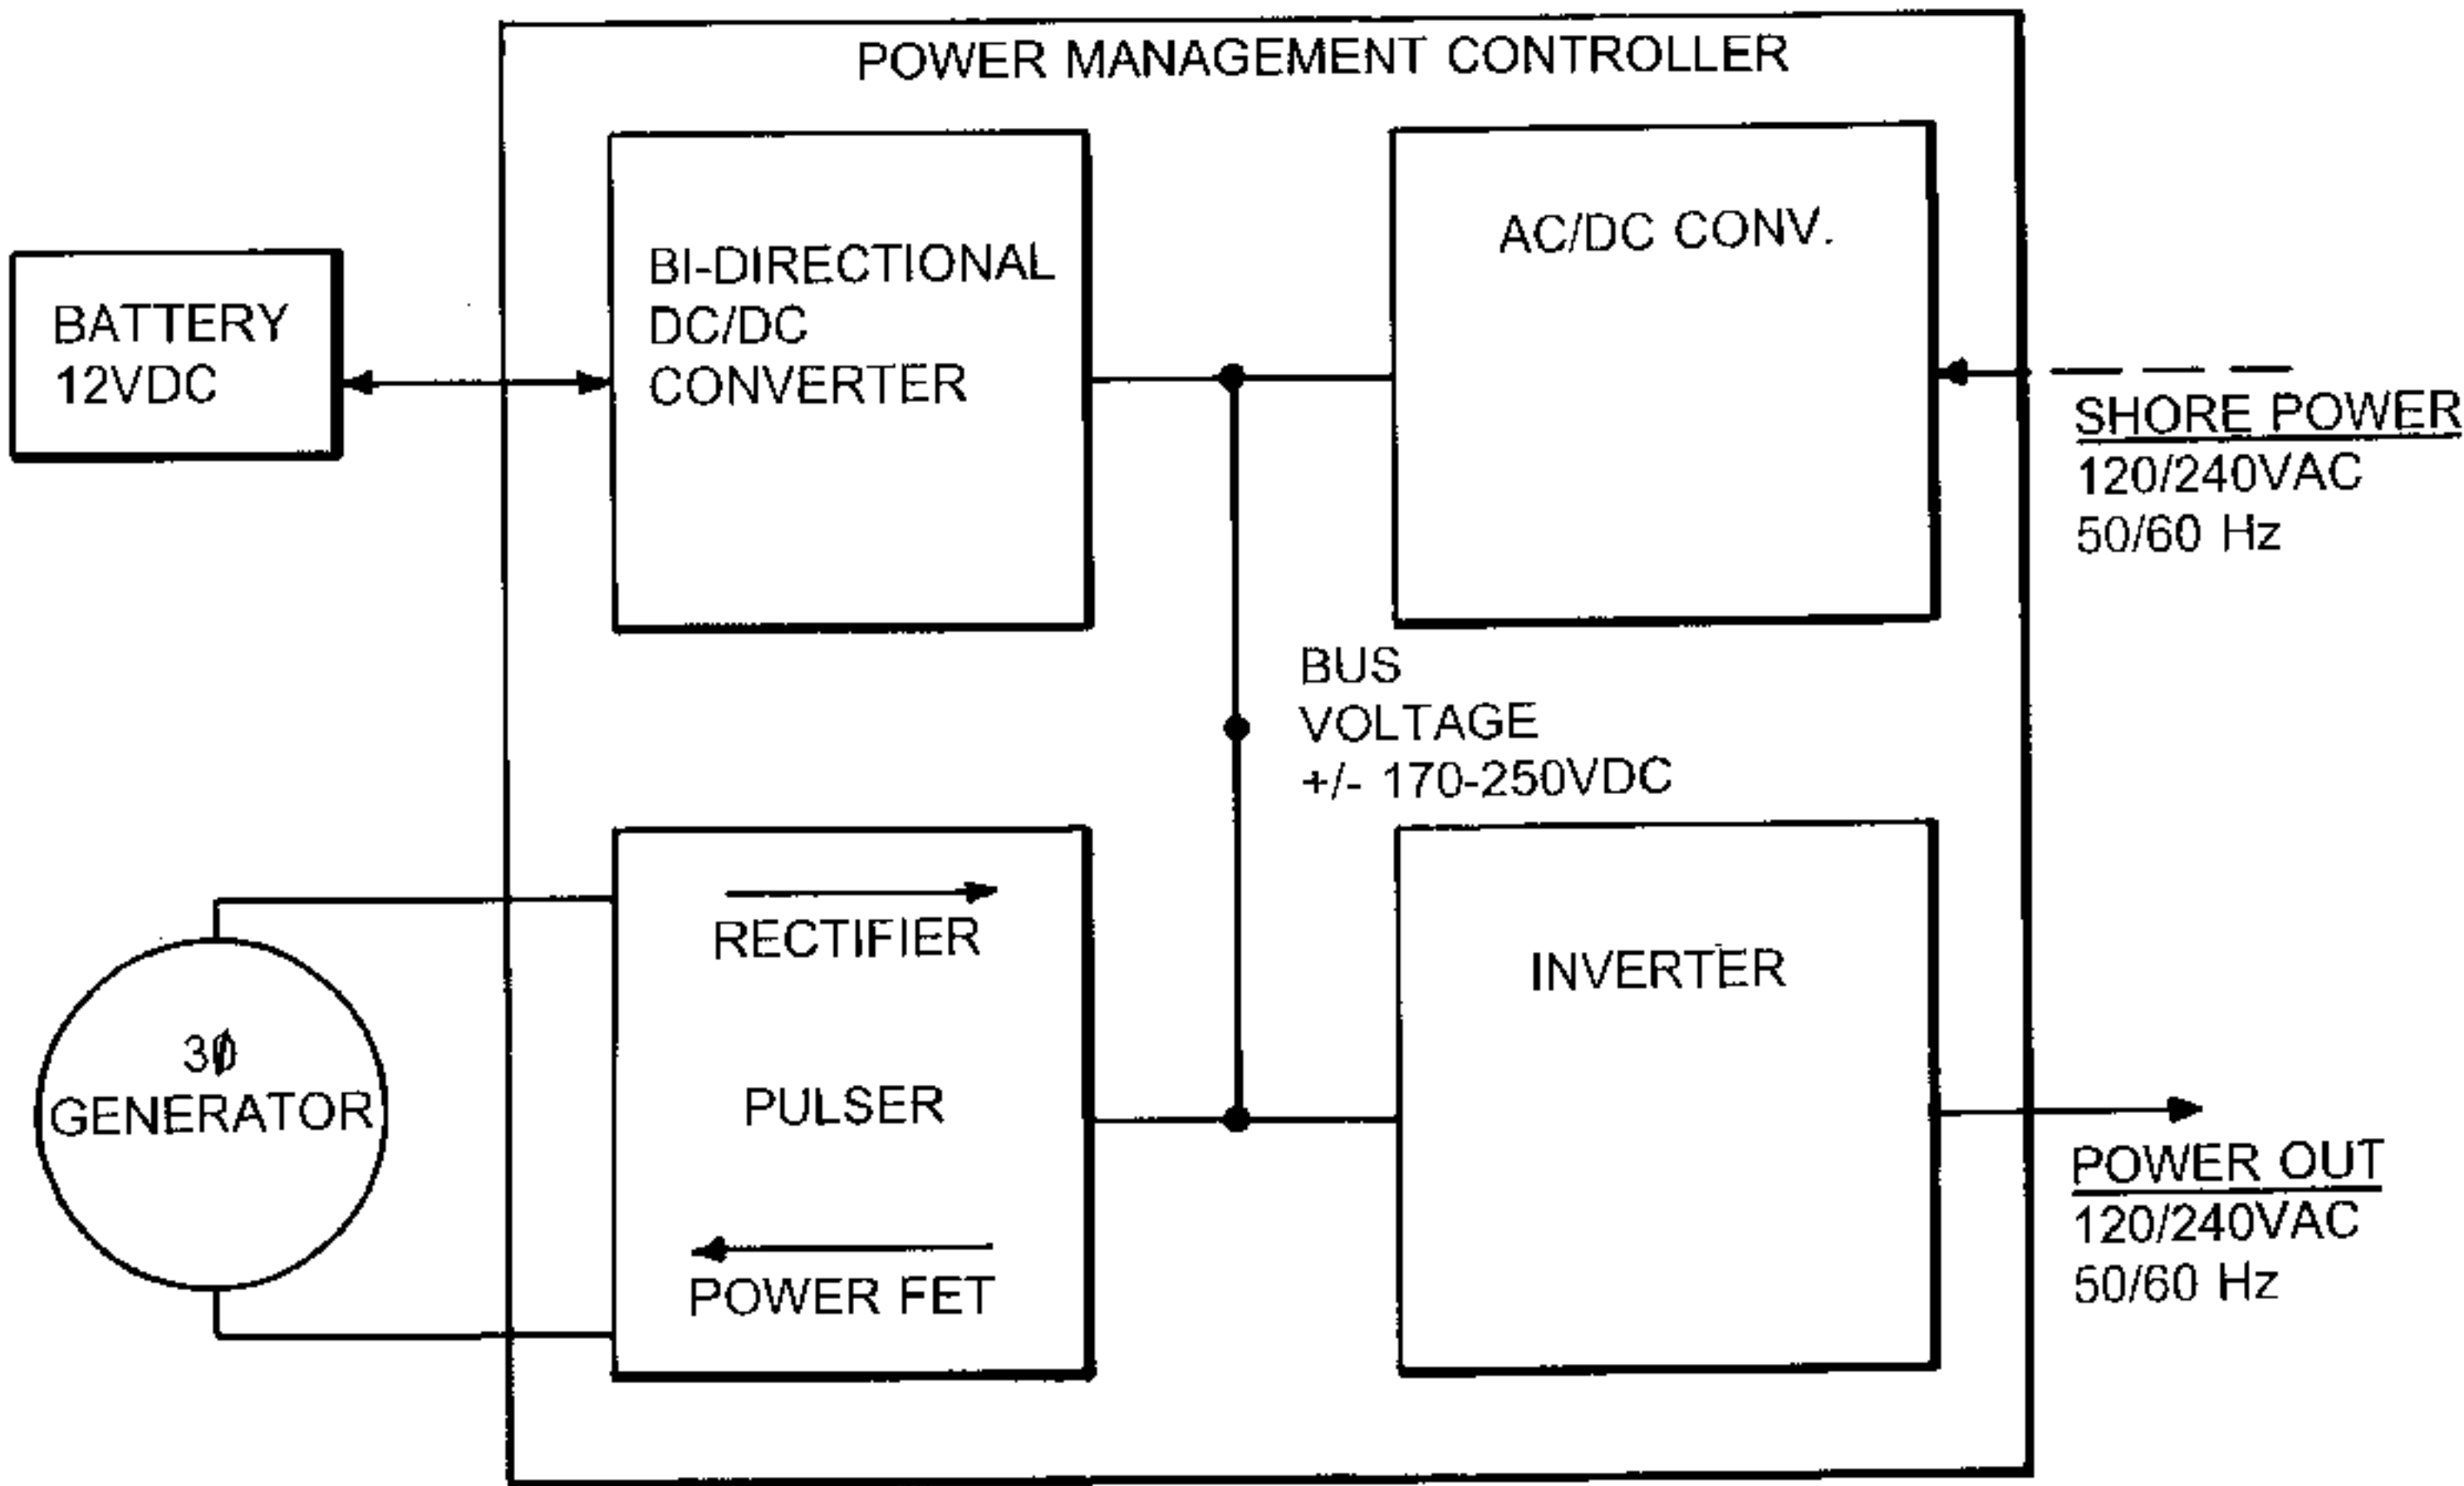 POWER MANAGEMENT CONTROLLER
BATTERY
12VDC
BI-DIRECTIONAL
DC/DC
CONVERTER
AC/DC CONV.
SHORE POWER
120/240VAC
50/60 Hz
BUS
VOLTAGE
+/- 170-250VDC
3ϕ
GENERATOR
RECTIFIER
PULSER
POWER FET
INVERTER
POWER OUT
120/240VAC
50/60 Hz